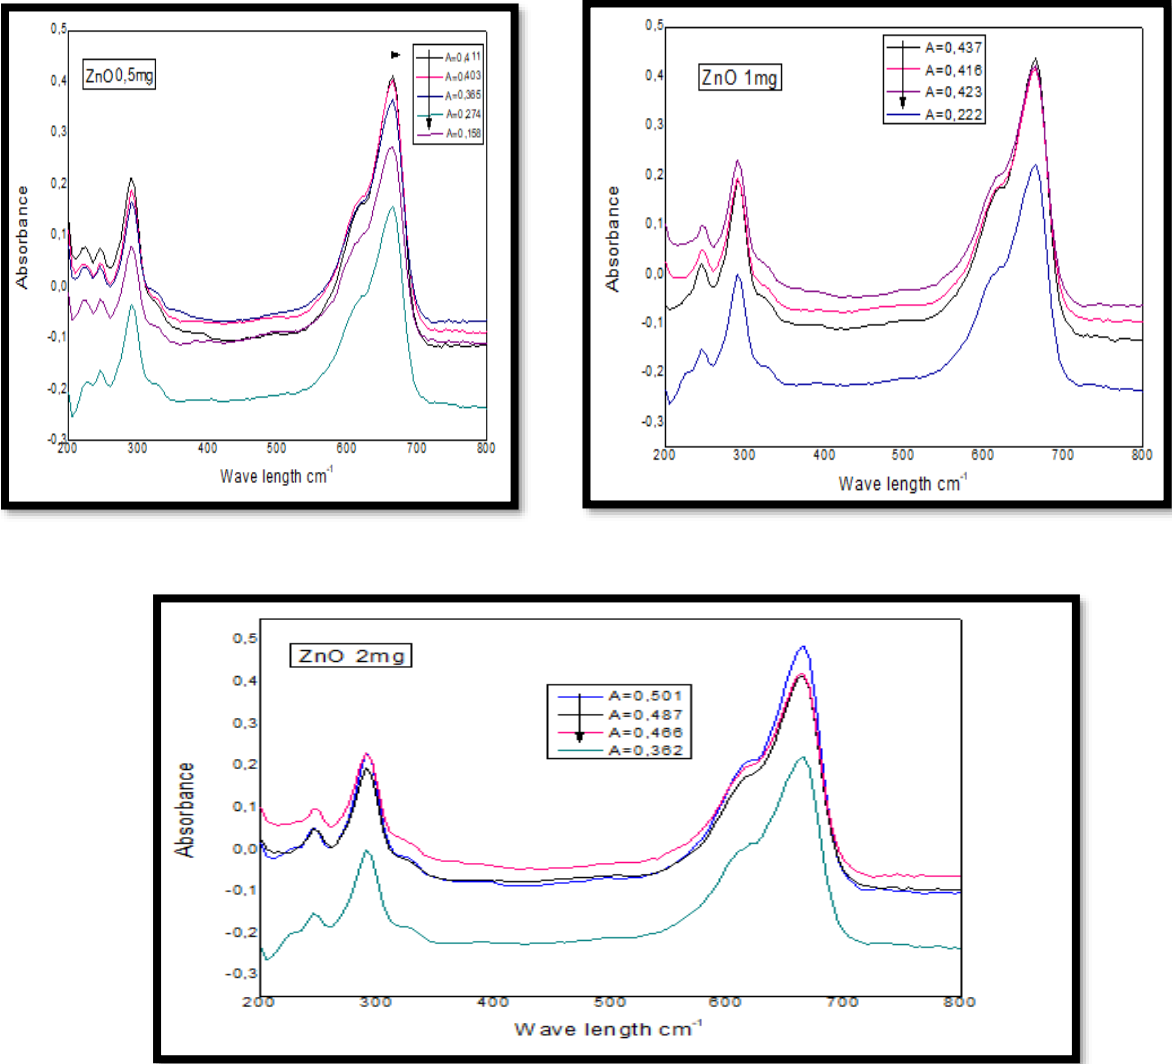 ZnO 0,5mg
A=0,411
A=0,403
A=0,365
A=0,274
A=0,158
0,5
0,4
0,3
0,2
0,1
0,0
-0,1
-0,2
-0,3
Absorbance
200 300 400 500 600 700 800
Wave length cm-1
ZnO 1mg
A=0,437
A=0,416
A=0,423
A=0,222
0,5
0,4
0,3
0,2
0,1
0,0
-0,1
-0,2
-0,3
Absorbance
200 300 400 500 600 700 800
Wave length cm-1
ZnO 2mg
A=0,501
A=0,487
A=0,466
A=0,362
0,5
0,4
0,3
0,2
0,1
0,0
-0,1
-0,2
-0,3
Absorbance
200 300 400 500 600 700 800
Wave length cm-1